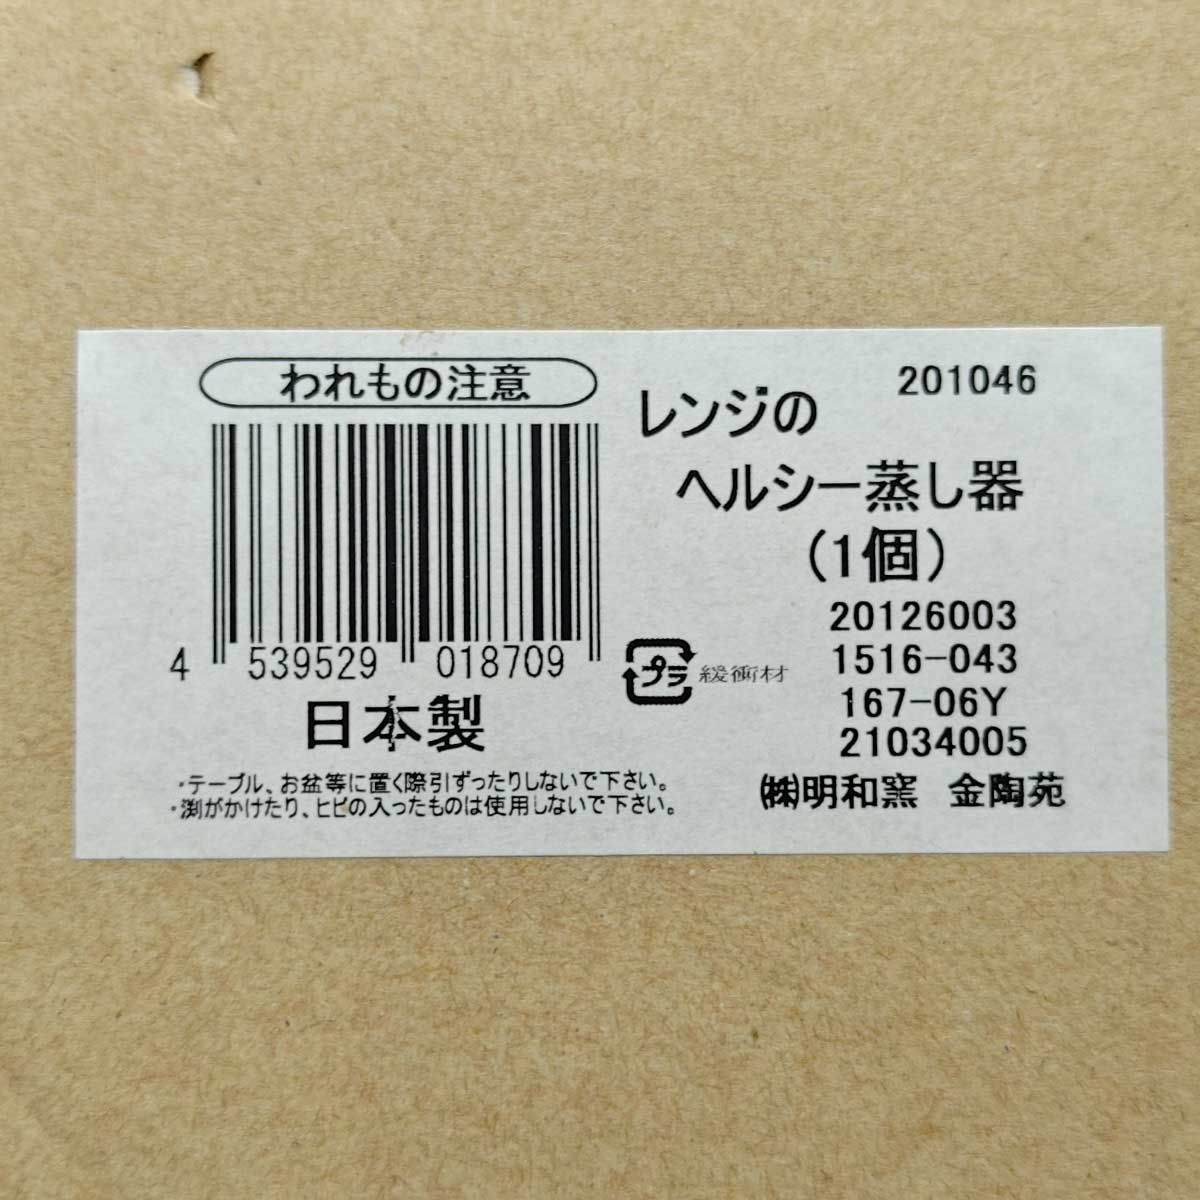 われもの注意
4 539529 018709
日本製
・テーブル、お盆等に置く際引ずったりしないで下さい。
・渕がかけたり、ヒビの入ったものは使用しないで下さい。
201046
レンジの
ヘルシー蒸し器
(1個)
20126003
プラ 緩衝材
1516-043
167-06Y
21034005
㈱明和窯 金陶苑